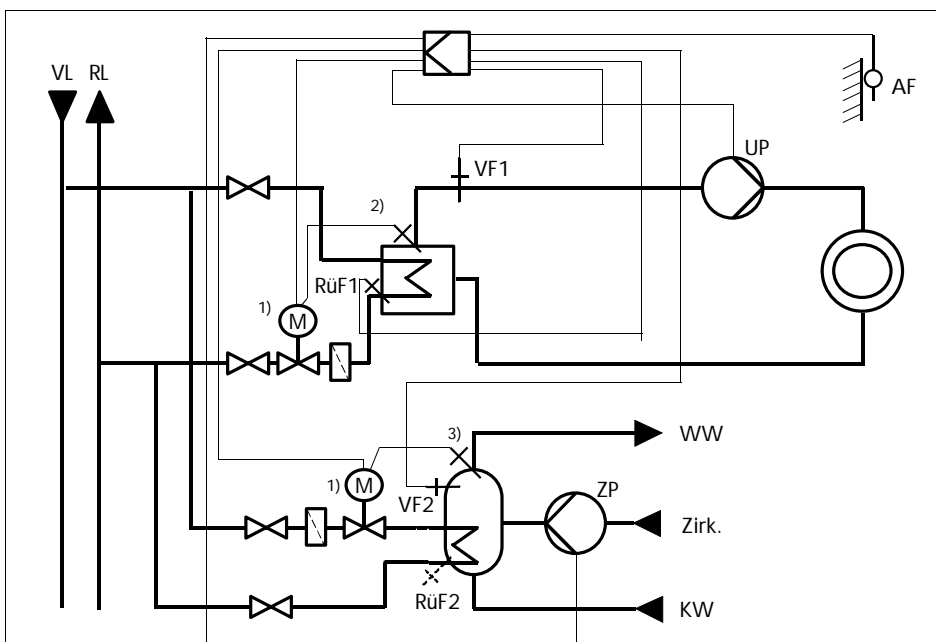 VL RL
AF
UP
VF1
2)
RüF1
1)
M
3)
WW
1)
M
VF2
ZP
Zirk.
RüF2
KW